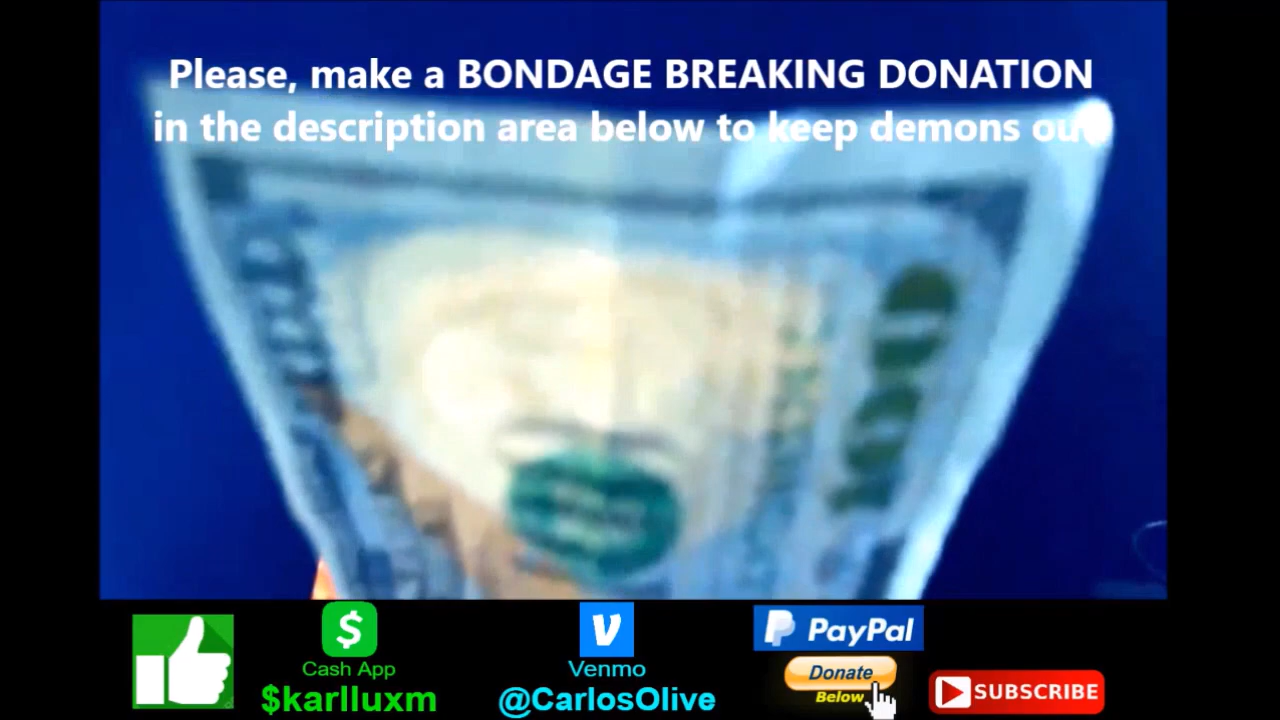 Please, make a BONDAGE BREAKING DONATION
in the description area below to keep demons out
Cash App
$karlluxm
Venmo
@CarlosOlive
PayPal
Donate
Below
SUBSCRIBE